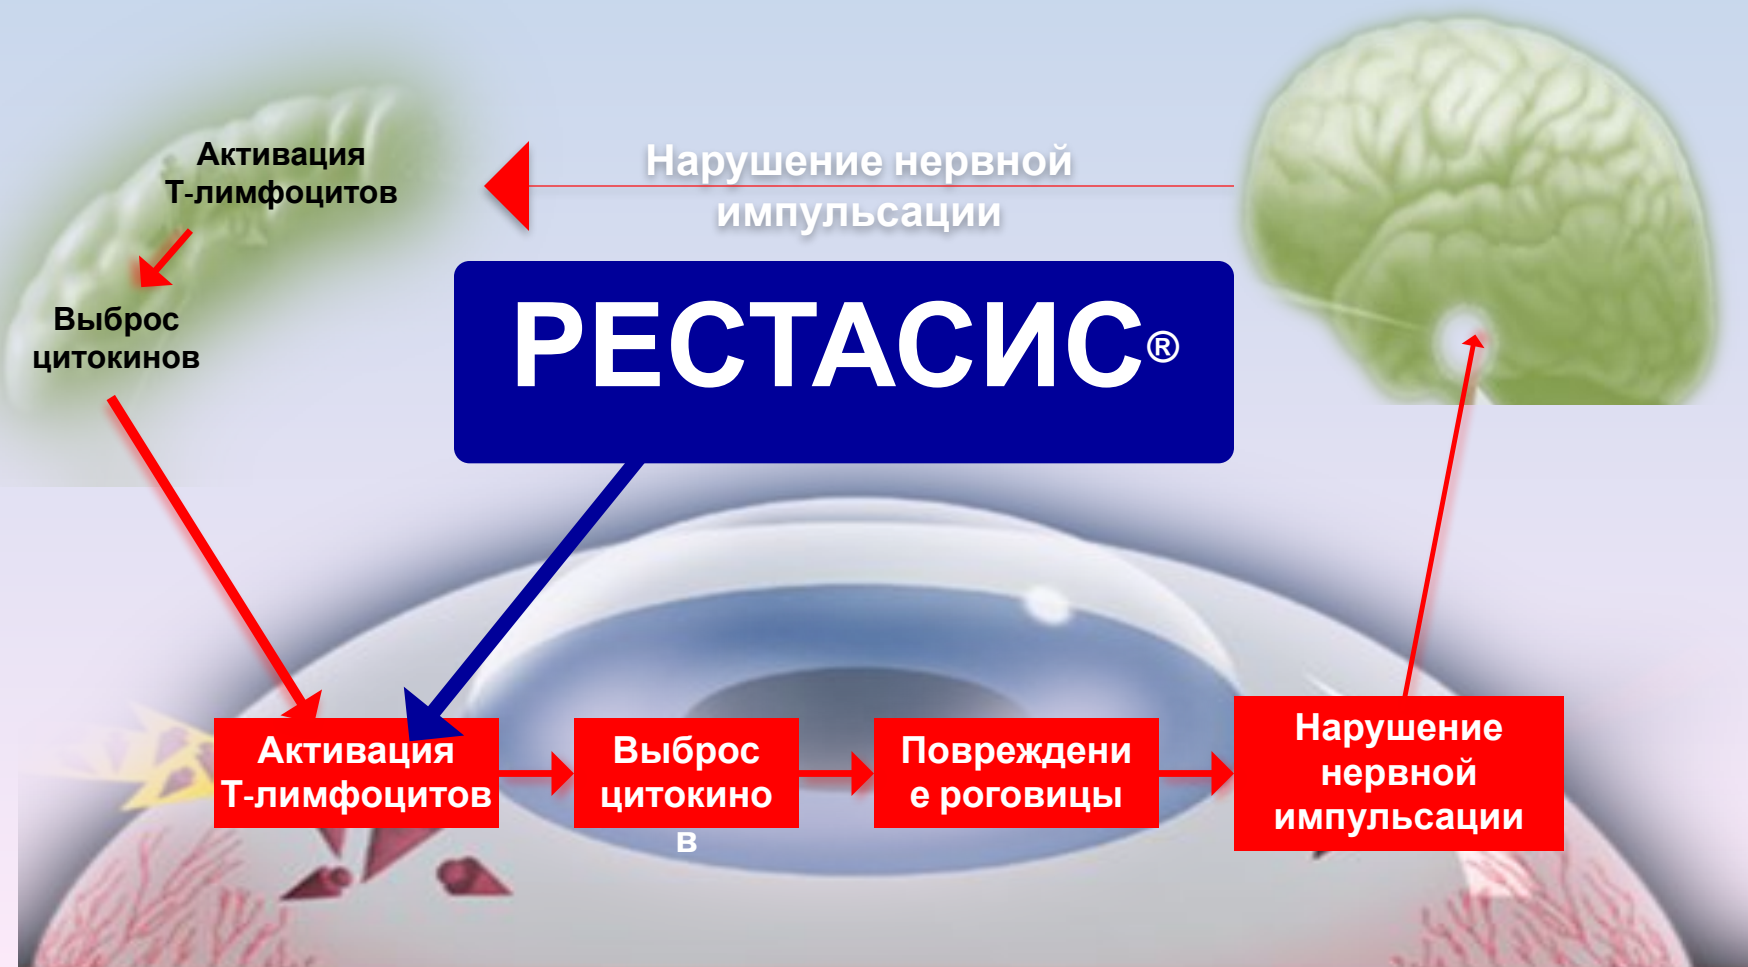 Активация
Т-лимфоцитов
Нарушение нервной
импульсации
Выброс
цитокинов
РЕСТАСИС®
Активация
Т-лимфоцитов
Выброс
цитокино
в
Повреждени
е роговицы
Нарушение
нервной
импульсации